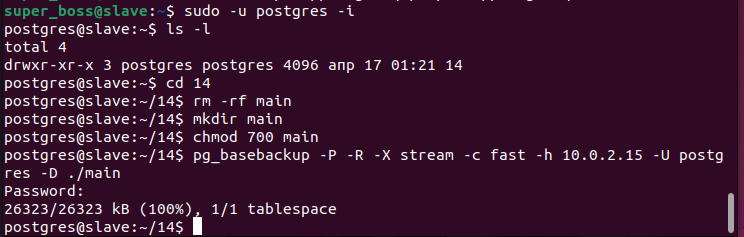 super_boss@slave:~$ sudo -u postgres -i
postgres@slave:~$ ls -l
total 4
drwxr-xr-x 3 postgres postgres 4096 апр 17 01:21 14
postgres@slave:~$ cd 14
postgres@slave:~/14$ rm -rf main
postgres@slave:~/14$ mkdir main
postgres@slave:~/14$ chmod 700 main
postgres@slave:~/14$ pg_basebackup -P -R -X stream -c fast -h 10.0.2.15 -U postg
res -D ./main
Password:
26323/26323 kB (100%), 1/1 tablespace
postgres@slave:~/14$